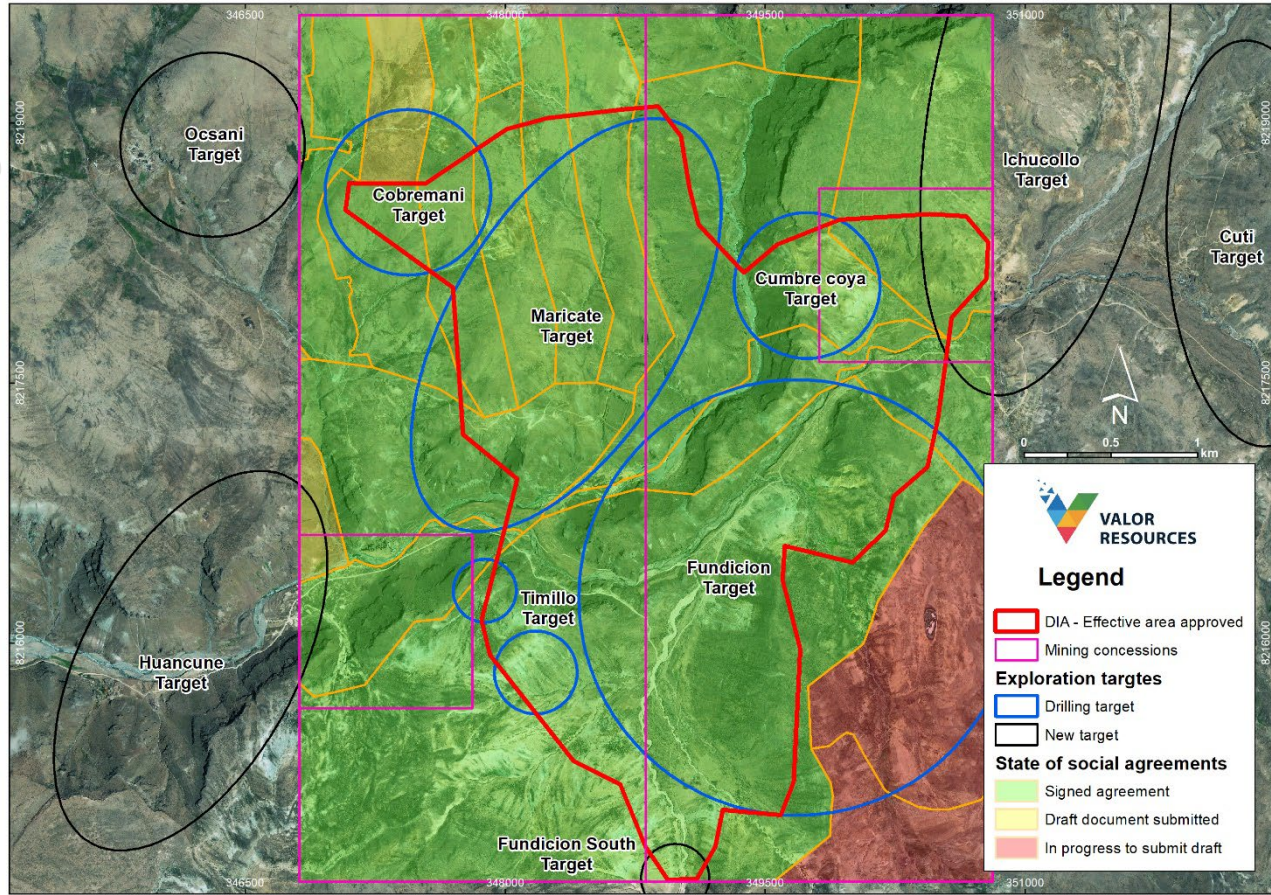 346500
348000
349500
351000
8219000
8219000
Ocsani
Target
Cobremani
Target
Ichucollo
Target
Cuti
Target
Cumbre coya
Target
Maricate
Target
8217500
8217500
N
0 0.5 1
km
Fundicion
Target
Timillo
Target
8216000
8216000
Huancune
Target
Fundicion South
Target
346500
348000
349500
351000
VALOR
RESOURCES
Legend
DIA - Effective area approved
Mining concessions
Exploration targtes
Drilling target
New target
State of social agreements
Signed agreement
Draft document submitted
In progress to submit draft